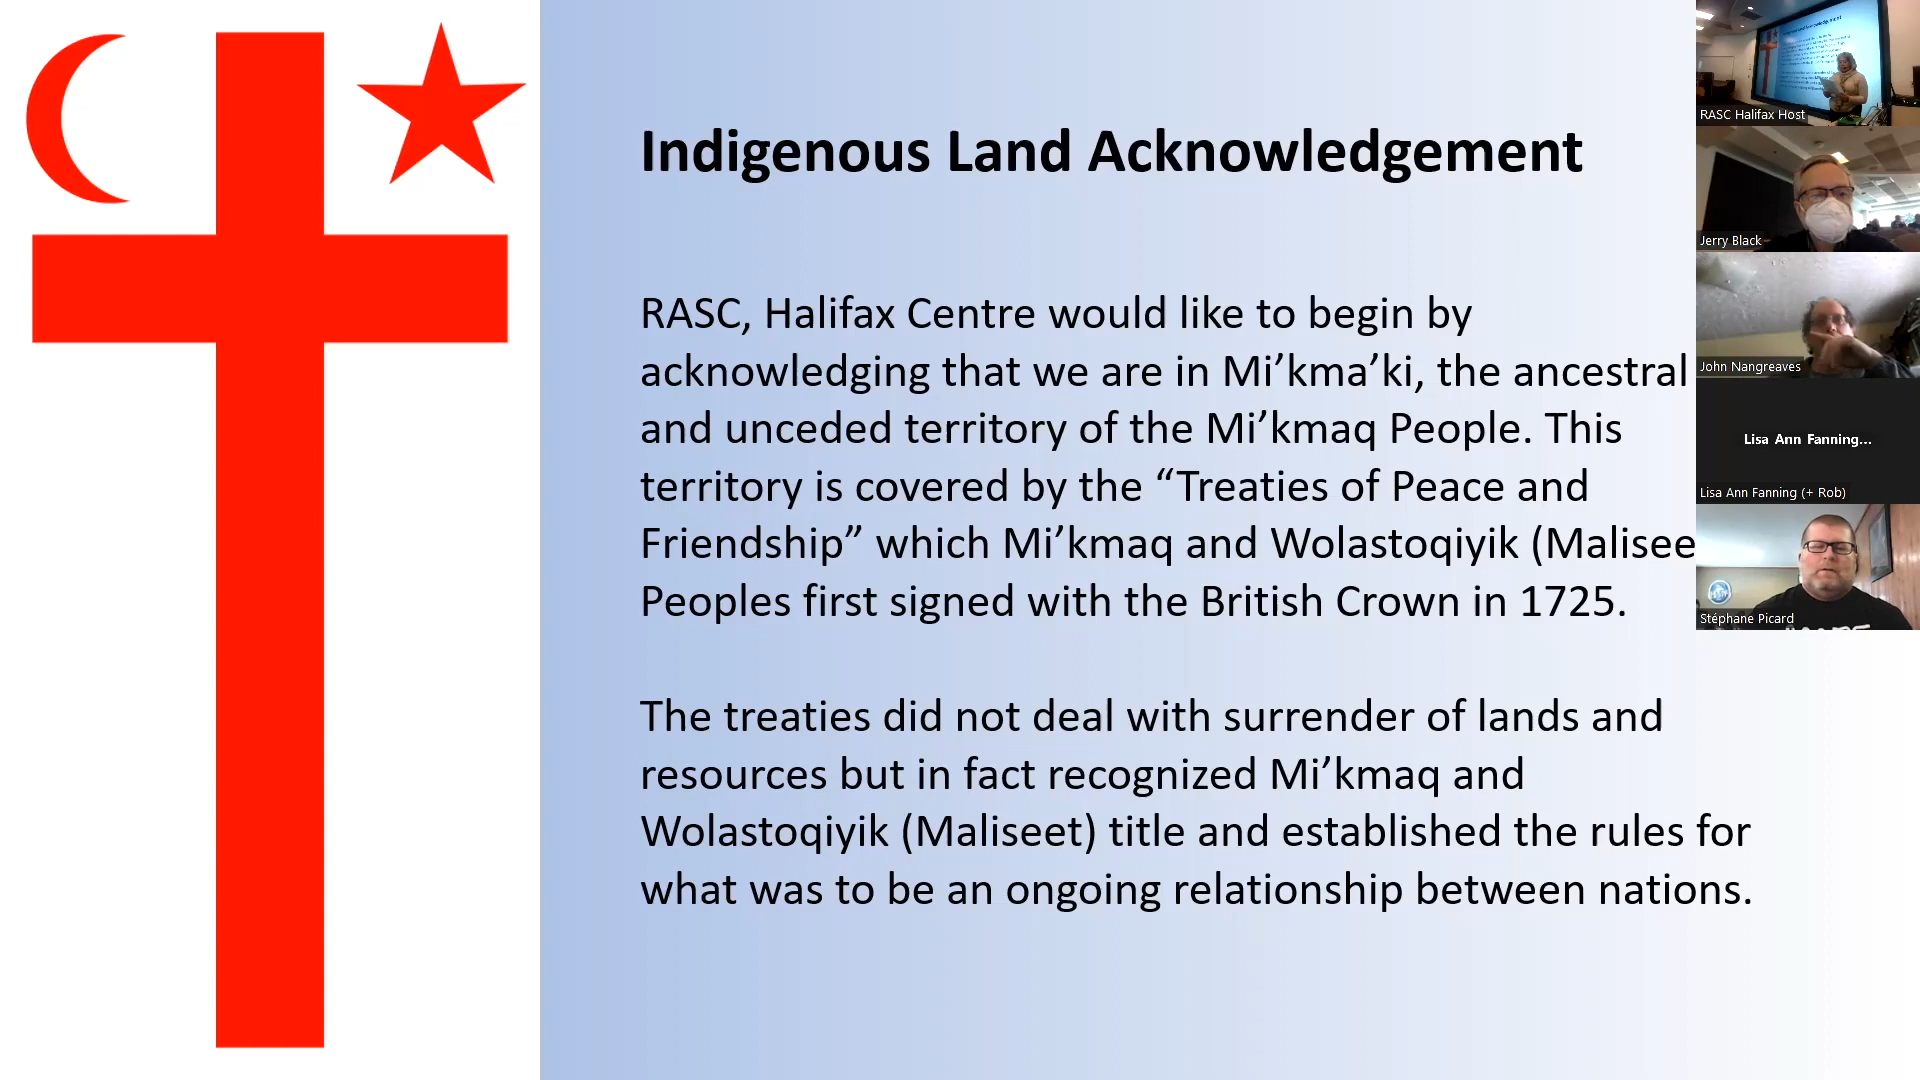 Indigenous Land Acknowledgement
RASC, Halifax Centre would like to begin by
acknowledging that we are in Mi’kma’ki, the ancestral
and unceded territory of the Mi’kmaq People. This
territory is covered by the “Treaties of Peace and
Friendship” which Mi’kmaq and Wolastoqiyik (Malisee
Peoples first signed with the British Crown in 1725.
The treaties did not deal with surrender of lands and
resources but in fact recognized Mi’kmaq and
Wolastoqiyik (Maliseet) title and established the rules for
what was to be an ongoing relationship between nations.
RASC Halifax Host
Jerry Black
John Nangreaves
Lisa Ann Fanning...
Lisa Ann Fanning (+ Rob)
Stéphane Picard